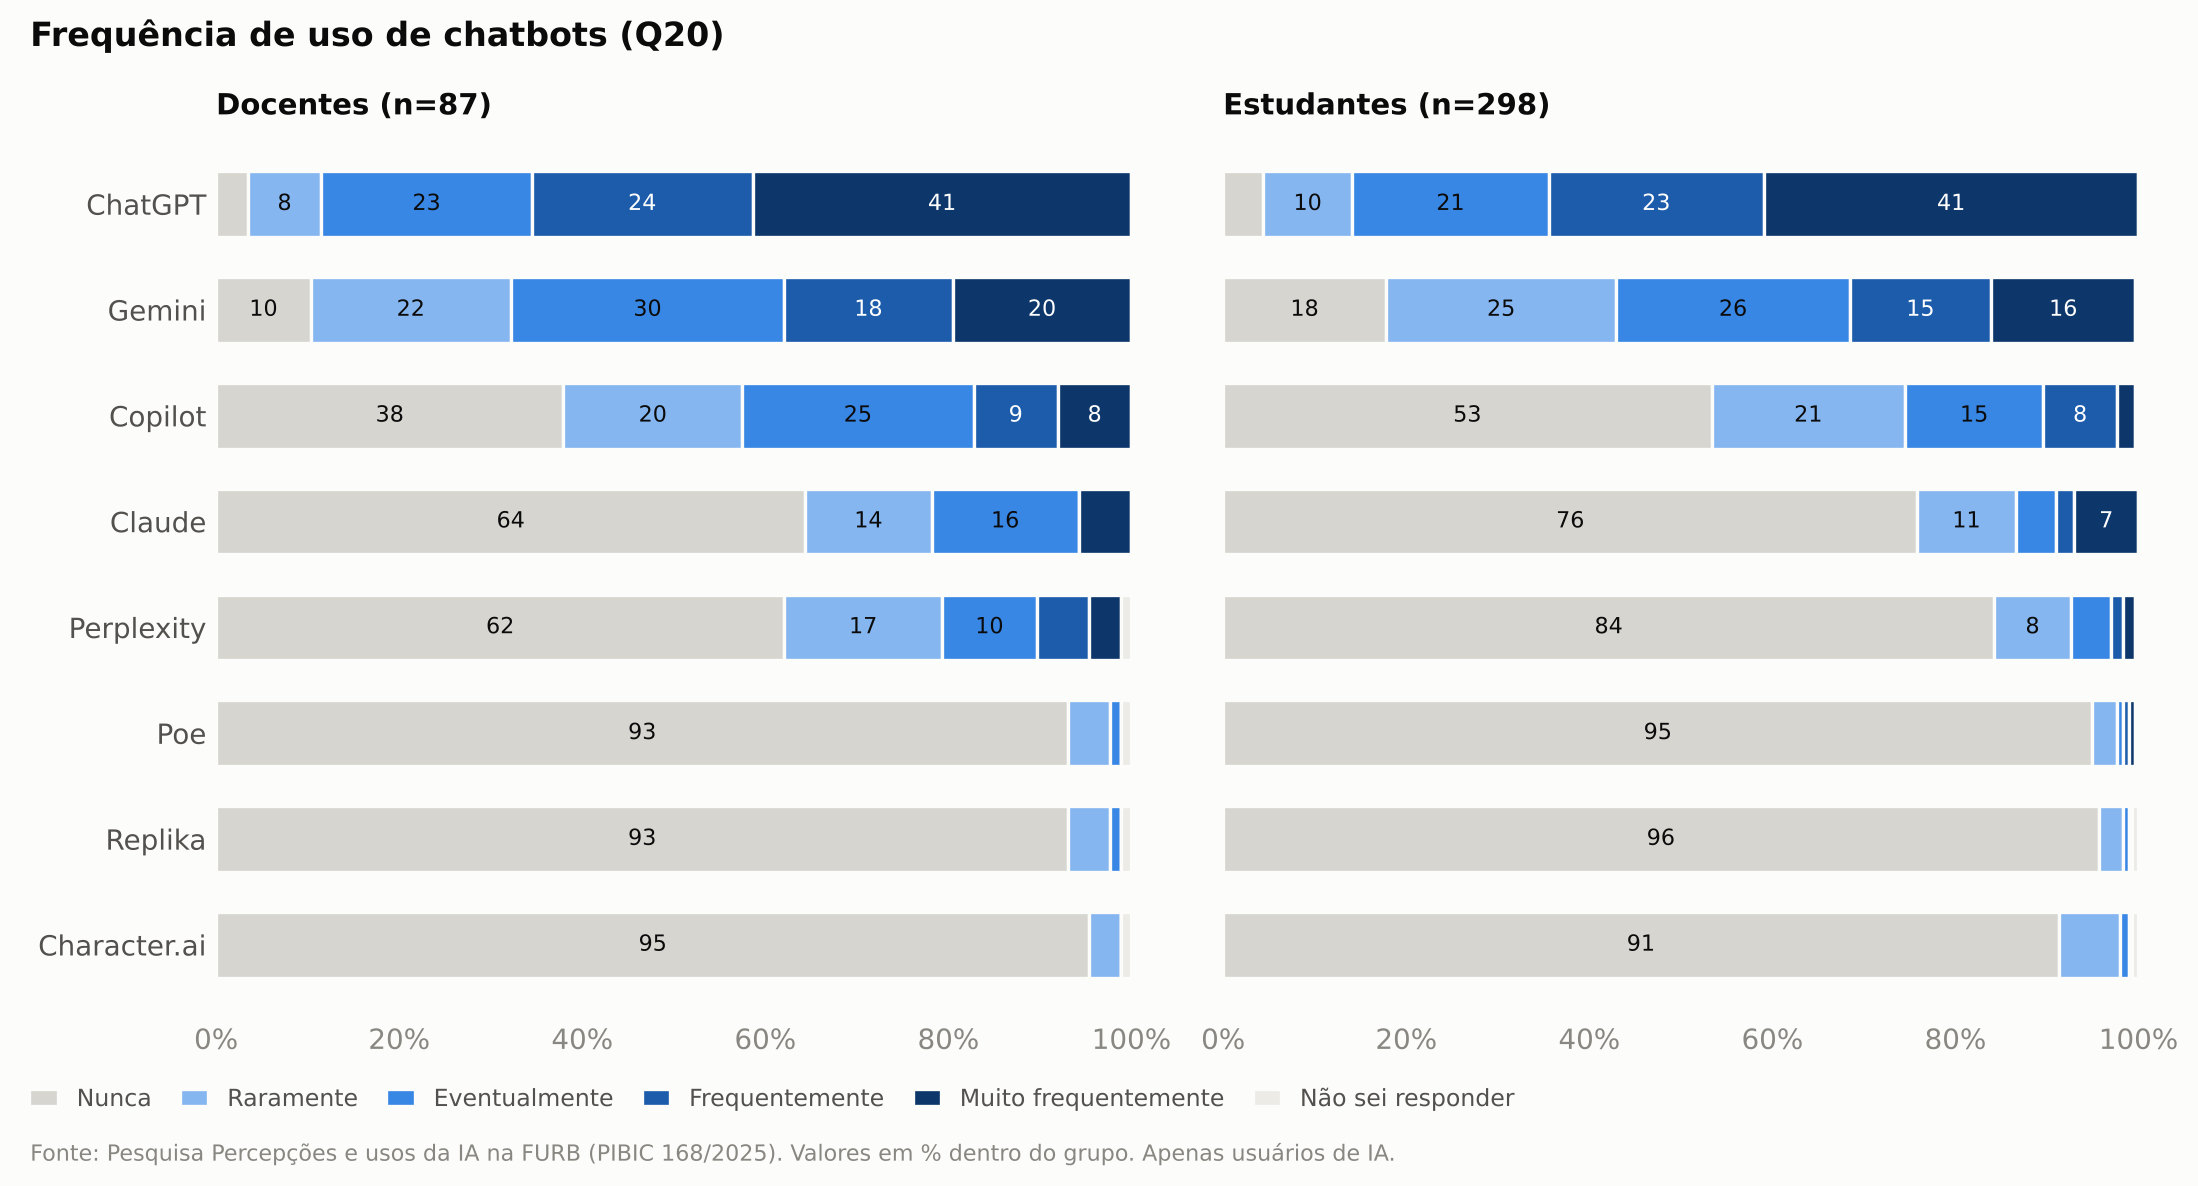 Frequência de uso de chatbots (Q20)
Docentes (n=87)
Estudantes (n=298)
ChatGPT 8 23 24 41 10 21 23 41
Gemini 10 22 30 18 20 18 25 26 15 16
Copilot 38 20 25 9 8 53 21 15 8
Claude 64 14 16 76 11 7
Perplexity 62 17 10 84 8
Poe 93 95
Replika 93 96
Character.ai 95 91
0% 20% 40% 60% 80% 100% 0% 20% 40% 60% 80% 100%
Nunca Raramente Eventualmente Frequentemente Muito frequentemente Não sei responder
Fonte: Pesquisa Percepções e usos da IA na FURB (PIBIC 168/2025). Valores em % dentro do grupo. Apenas usuários de IA.